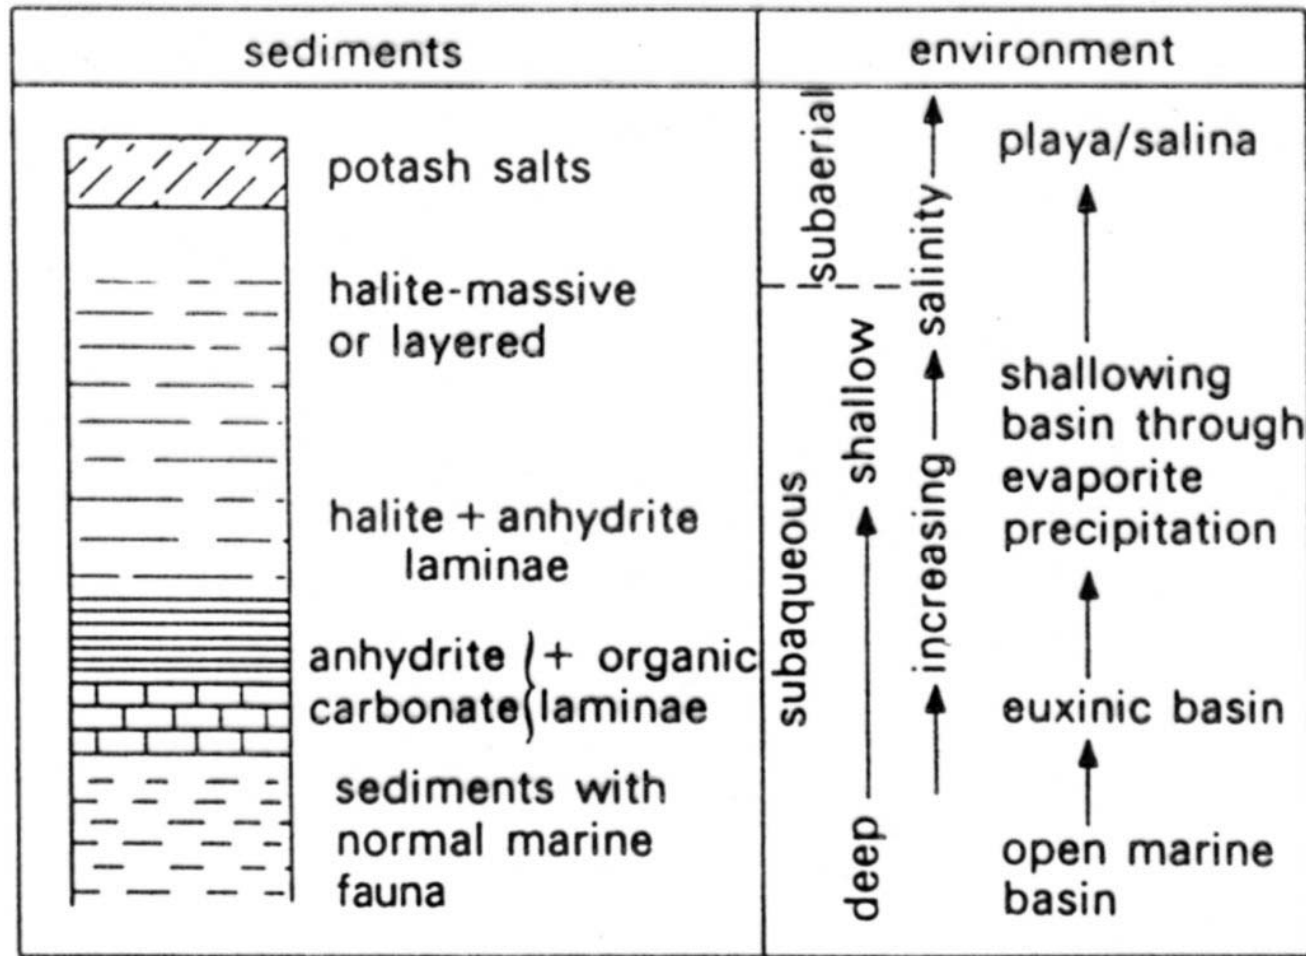 sediments
potash salts
halite-massive
or layered
halite + anhydrite
laminae
anhydrite + organic
carbonate laminae
sediments with
normal marine
fauna
environment
subaerial
subaqueous
deep shallow
increasing salinity
playa/salina
shallowing
basin through
evaporite
precipitation
euxinic basin
open marine
basin